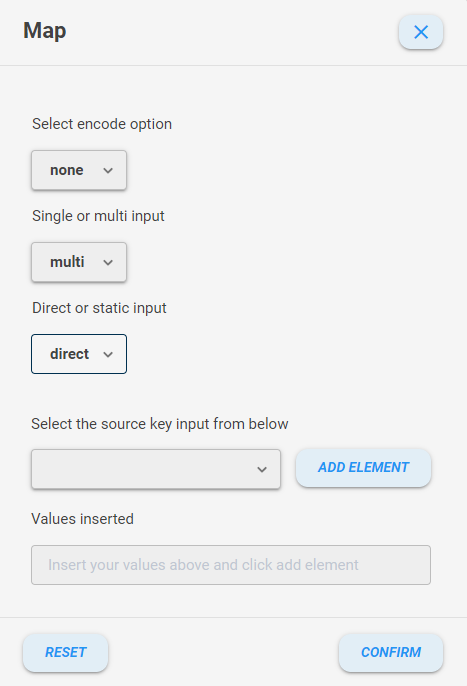 Map
Select encode option
none
Single or multi input
multi
Direct or static input
direct
Select the source key input from below
ADD ELEMENT
Values inserted
Insert your values above and click add element
RESET
CONFIRM